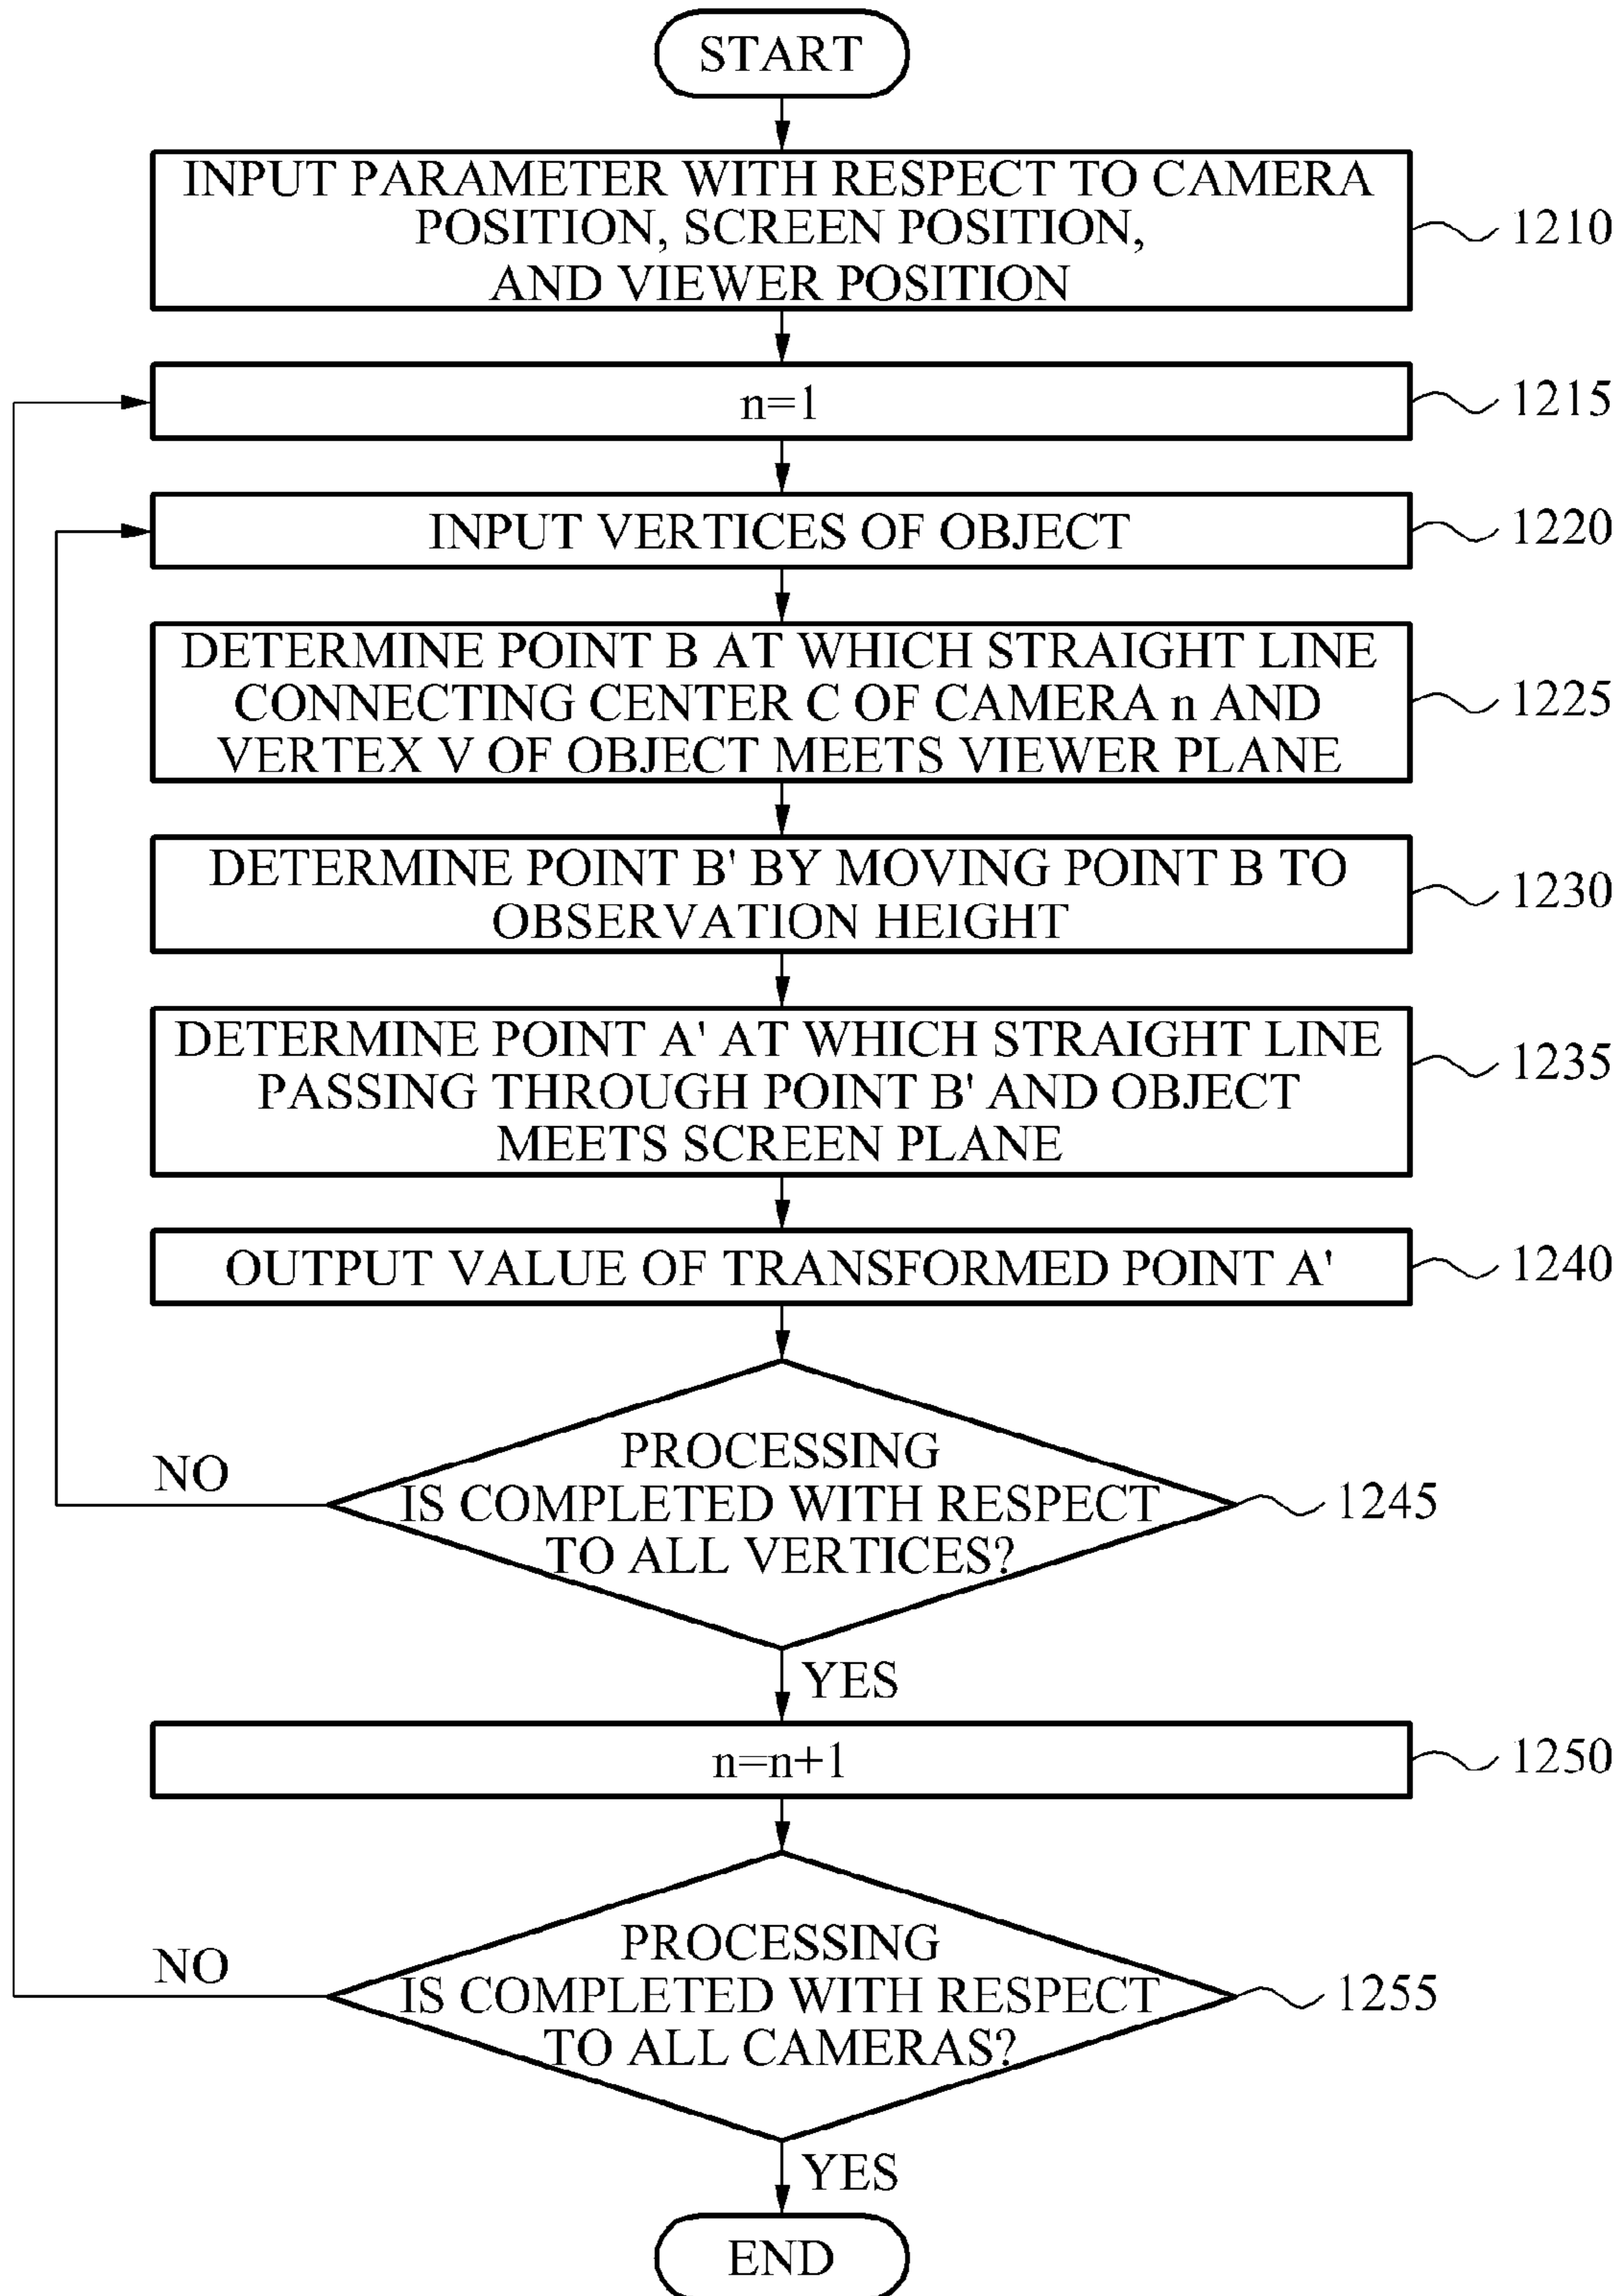 START
INPUT PARAMETER WITH RESPECT TO CAMERA
POSITION, SCREEN POSITION,
AND VIEWER POSITION
1210
n=1
1215
INPUT VERTICES OF OBJECT
1220
DETERMINE POINT B AT WHICH STRAIGHT LINE
CONNECTING CENTER C OF CAMERA n AND
VERTEX V OF OBJECT MEETS VIEWER PLANE
1225
DETERMINE POINT B' BY MOVING POINT B TO
OBSERVATION HEIGHT
1230
DETERMINE POINT A' AT WHICH STRAIGHT LINE
PASSING THROUGH POINT B' AND OBJECT
MEETS SCREEN PLANE
1235
OUTPUT VALUE OF TRANSFORMED POINT A'
1240
PROCESSING
IS COMPLETED WITH RESPECT
TO ALL VERTICES?
1245
NO
YES
n=n+1
1250
PROCESSING
IS COMPLETED WITH RESPECT
TO ALL CAMERAS?
1255
NO
YES
END